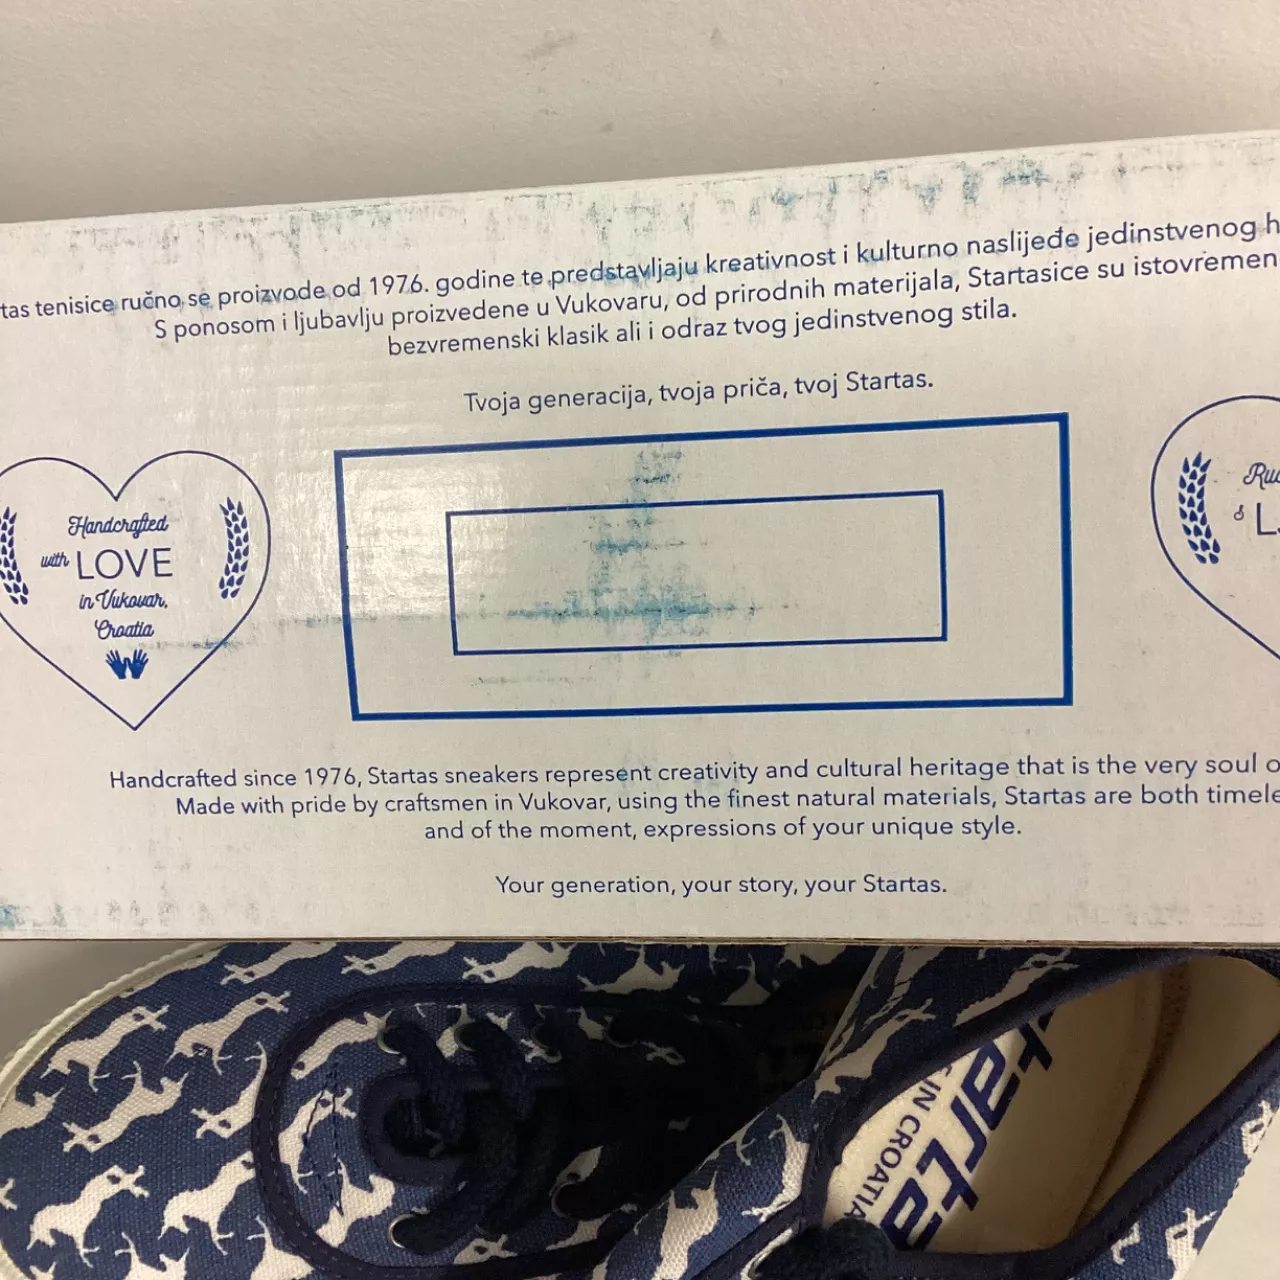 tas tenisice ručno se proizvode od 1976. godine te predstavljaju kreativnost i kulturno naslijeđe jedinstvenog
S ponosom i ljubavlju proizvedene u Vukovaru, od prirodnih materijala, Startasice su istovremen
bezvremenski klasik ali i odraz tvog jedinstvenog stila.
Tvoja generacija, tvoja priča, tvoj Startas.
Handcrafted
with LOVE
in Vukovar,
Croatia
&
Handcrafted since 1976, Startas sneakers represent creativity and cultural heritage that is the very soul
Made with pride by craftsmen in Vukovar, using the finest natural materials, Startas are both timele
and of the moment, expressions of your unique style.
Your generation, your story, your Startas.
tarta
IN CROATIA